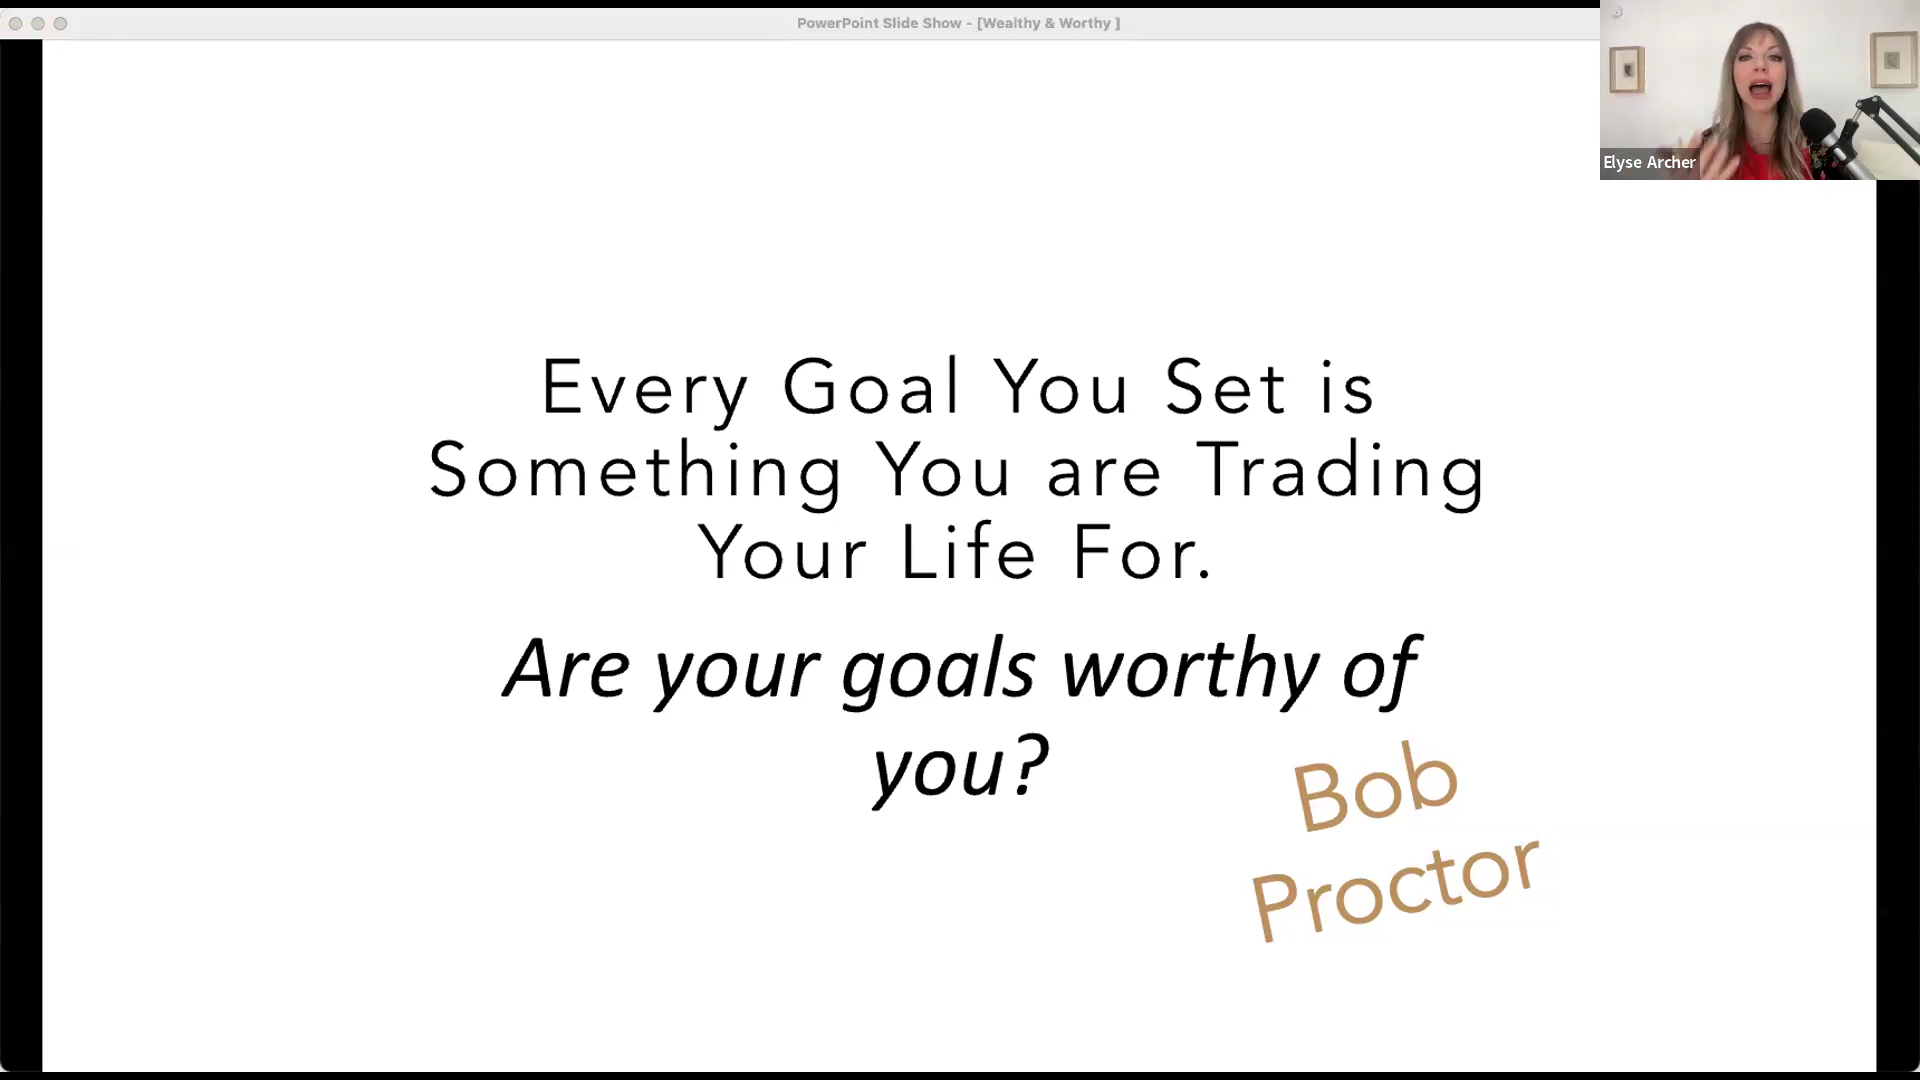 PowerPoint Slide Show - [Wealthy & Worthy ]
Elyse Archer
Every Goal You Set is
Something You are Trading
Your Life For.
Are your goals worthy of
you?
Bob
Proctor